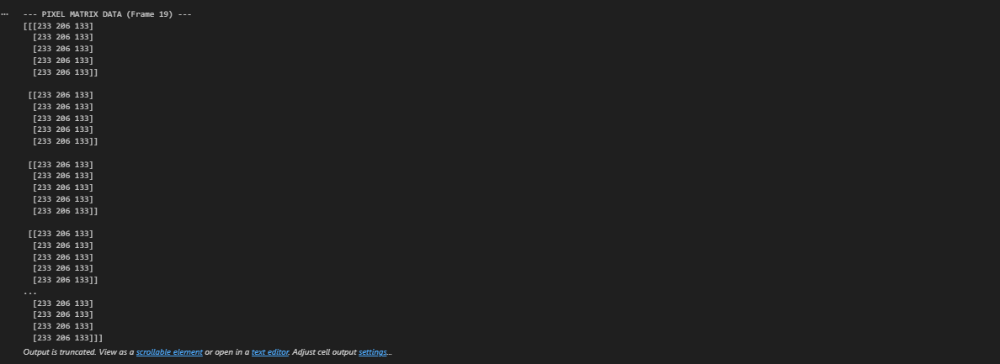 ... --- PIXEL MATRIX DATA (Frame 19) ---
[[[233 206 133]
  [233 206 133]
  [233 206 133]
  [233 206 133]
  [233 206 133]]

 [[233 206 133]
  [233 206 133]
  [233 206 133]
  [233 206 133]
  [233 206 133]]

 [[233 206 133]
  [233 206 133]
  [233 206 133]
  [233 206 133]
  [233 206 133]]

 [[233 206 133]
  [233 206 133]
  [233 206 133]
  [233 206 133]
  [233 206 133]]
...
  [233 206 133]
  [233 206 133]
  [233 206 133]
  [233 206 133]]]
Output is truncated. View as a scrollable element or open in a text editor. Adjust cell output settings...